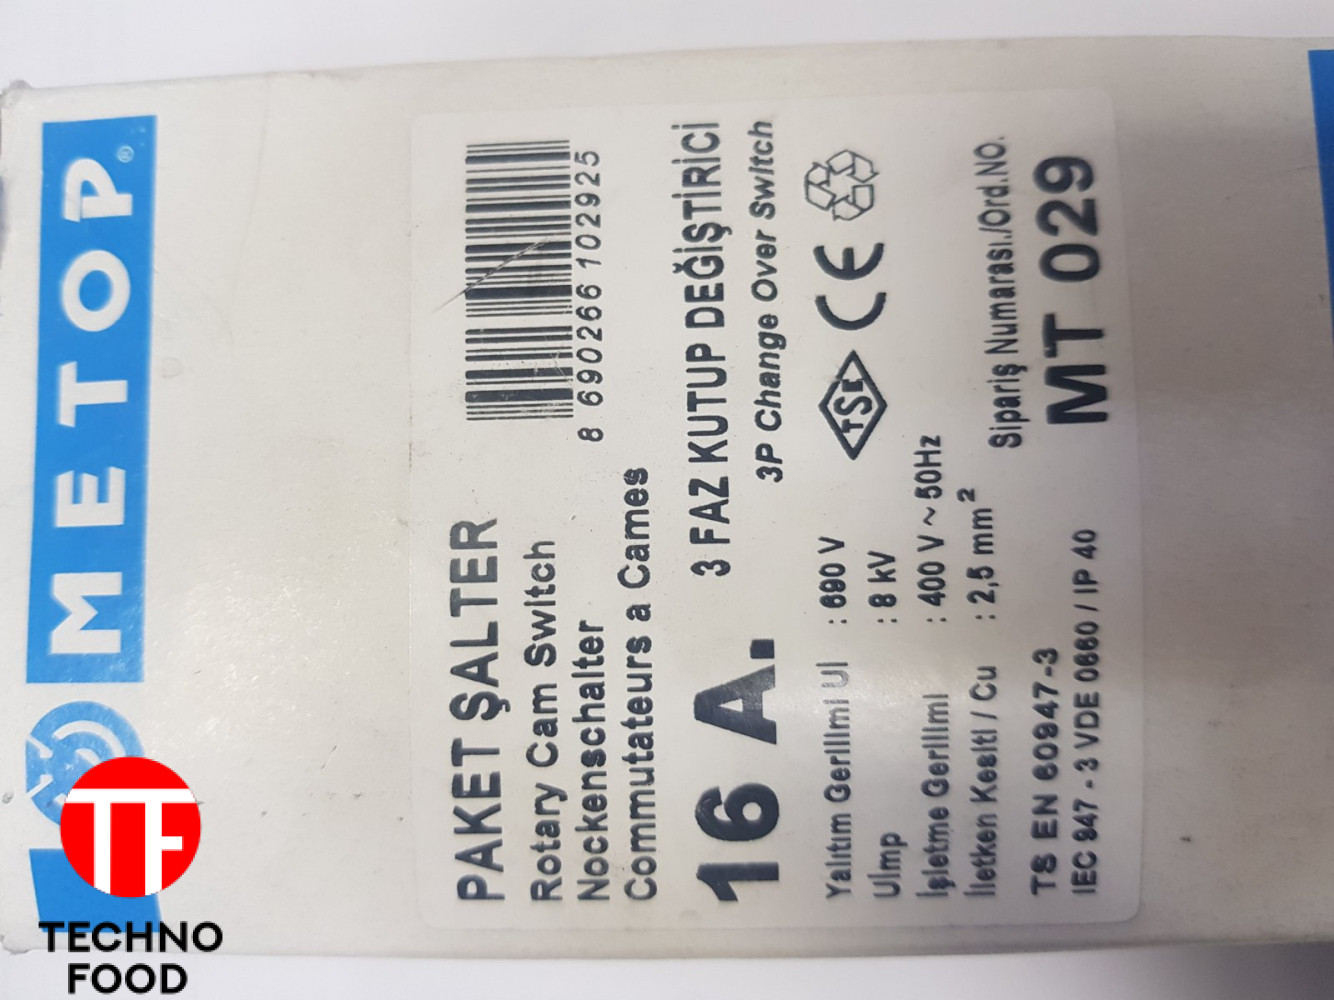 METOP®
PAKET ŞALTER
Rotary Cam Switch
Nockenschalter
Commutateurs a Cames
8 690266 102925
16 A.
3 FAZ KUTUP DEĞİŞTİRİCİ
3P Change Over Switch
Yalıtım Gerilimi UI : 690 V
Uimp : 8 kV
İşletme Gerilimi : 400 V ~ 50Hz
İletken Kesiti / Cu : 2,5 mm²
TSE CE
TS EN 60947-3
IEC 947 - 3 VDE 0660 / IP 40
Sipariş Numarası./Ord.NO.
MT 029
TF
TECHNO
FOOD